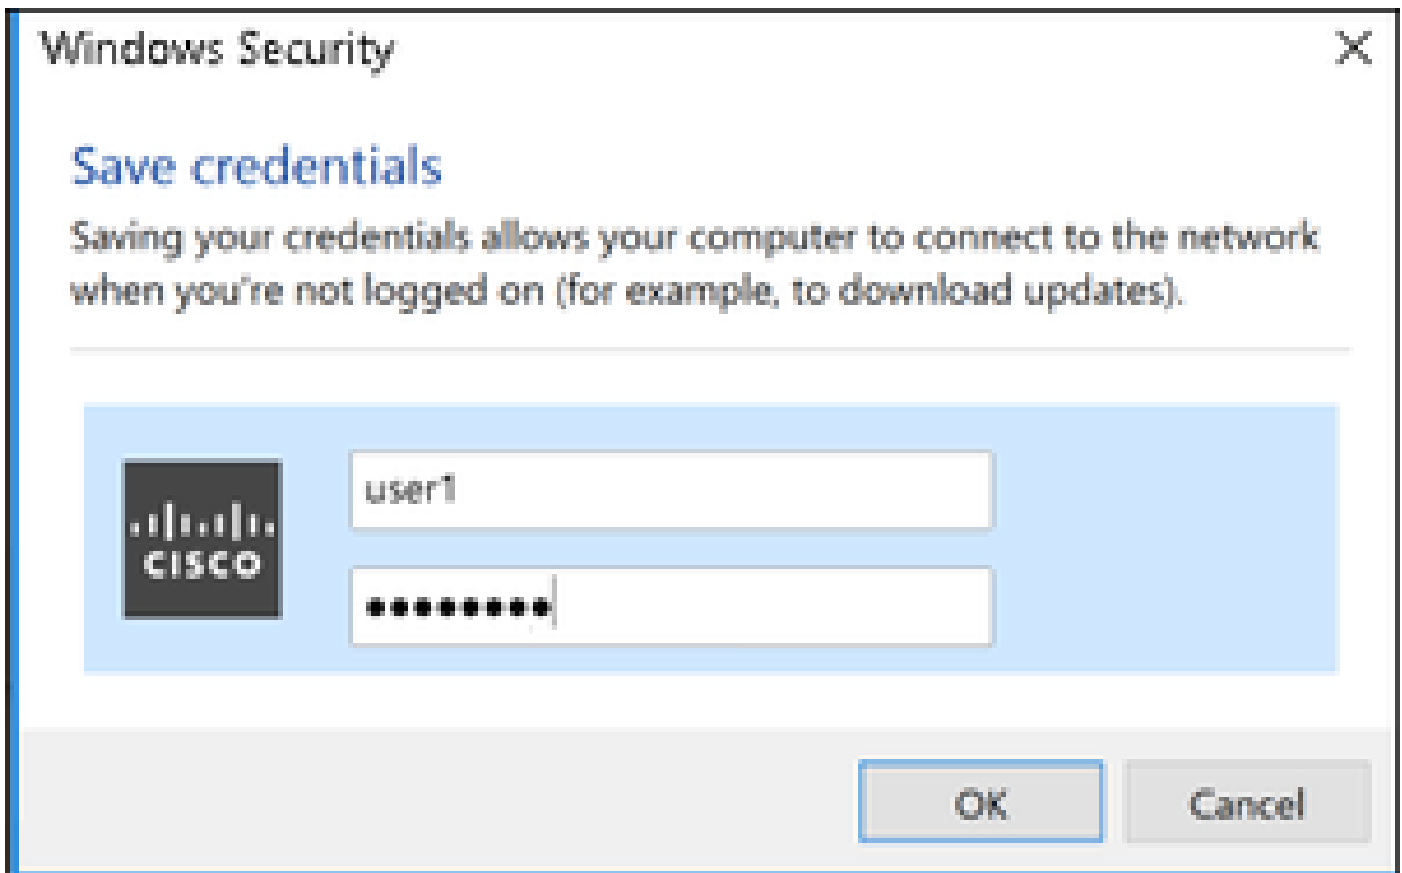 Windows Security
Save credentials
Saving your credentials allows your computer to connect to the network
when you're not logged on (for example, to download updates).
user1
CISCO
••••••••
OK
Cancel